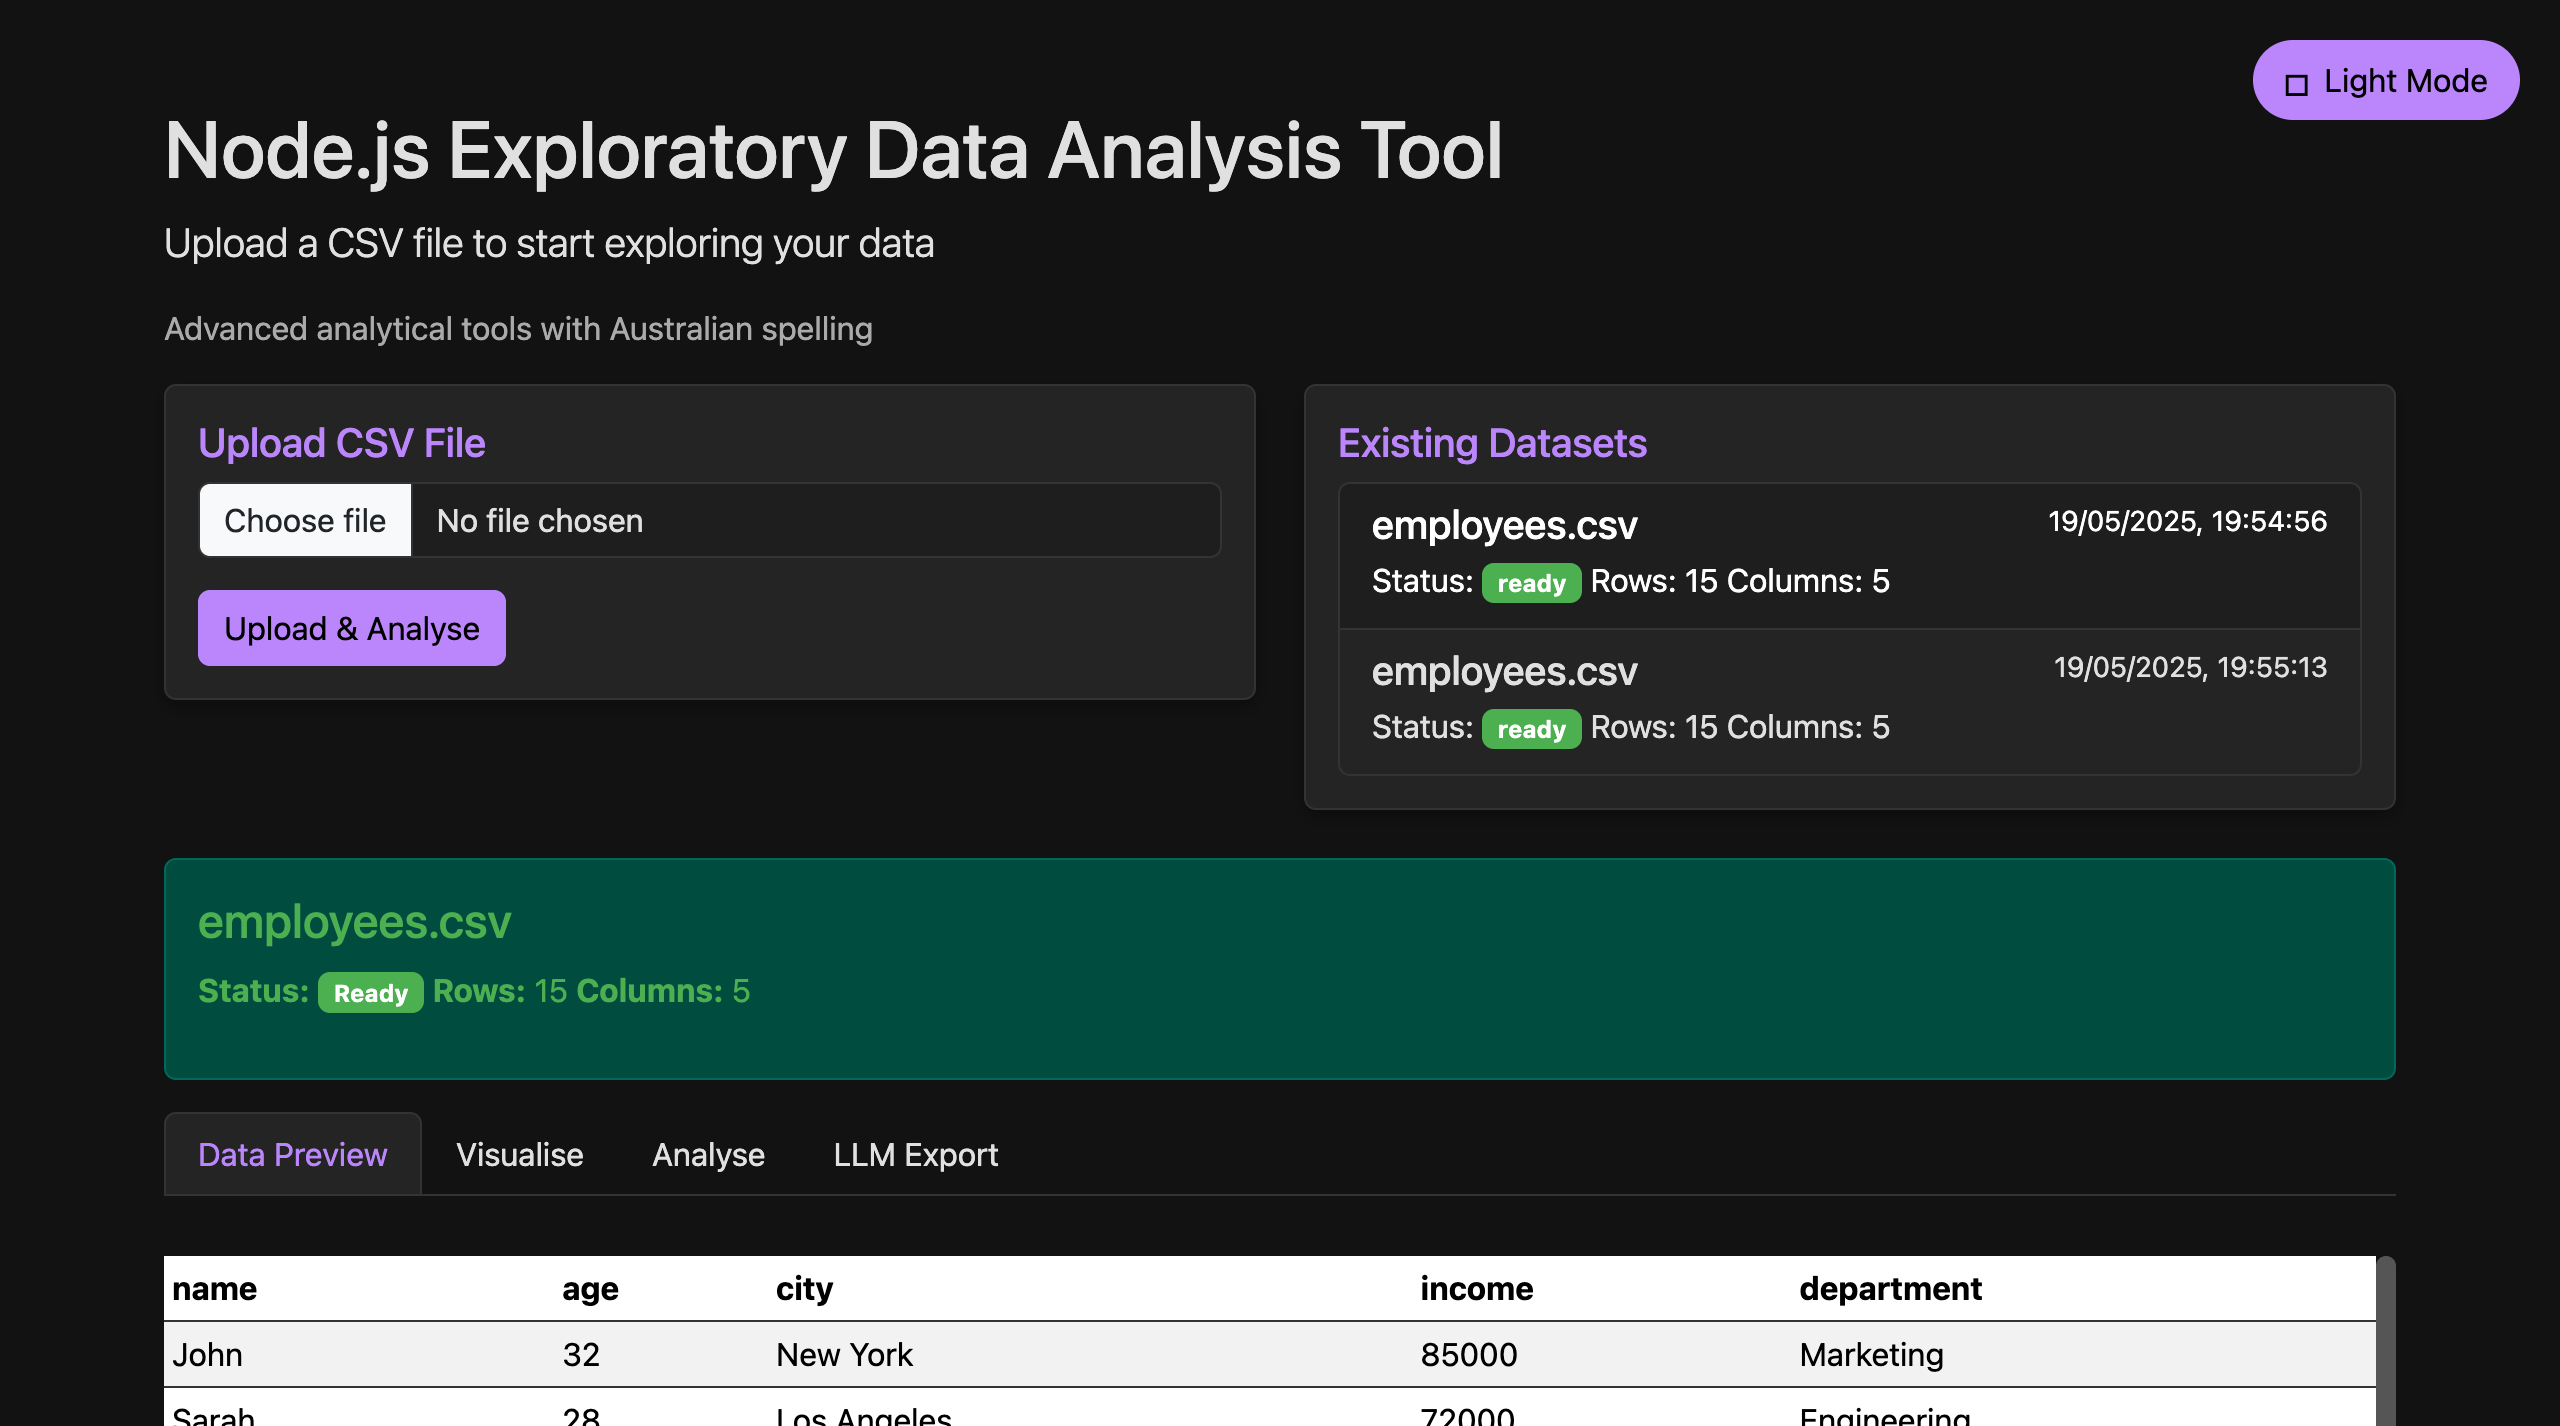 Light Mode
Node.js Exploratory Data Analysis Tool
Upload a CSV file to start exploring your data
Advanced analytical tools with Australian spelling
Upload CSV File
Choose file No file chosen
Upload & Analyse
Existing Datasets
employees.csv 19/05/2025, 19:54:56
Status: ready Rows: 15 Columns: 5
employees.csv 19/05/2025, 19:55:13
Status: ready Rows: 15 Columns: 5
employees.csv
Status: Ready Rows: 15 Columns: 5
Data Preview Visualise Analyse LLM Export
name age city income department
John 32 New York 85000 Marketing
Sarah 28 Los Angeles 72000 Engineering